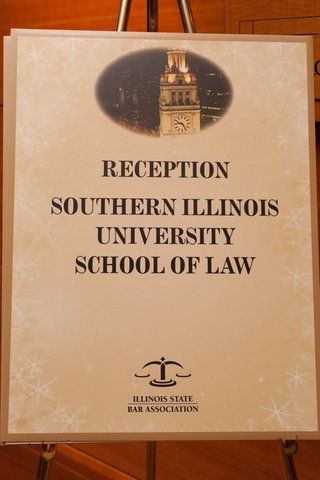 RECEPTION
SOUTHERN ILLINOIS
UNIVERSITY
SCHOOL OF LAW
ILLINOIS STATE
BAR ASSOCIATION